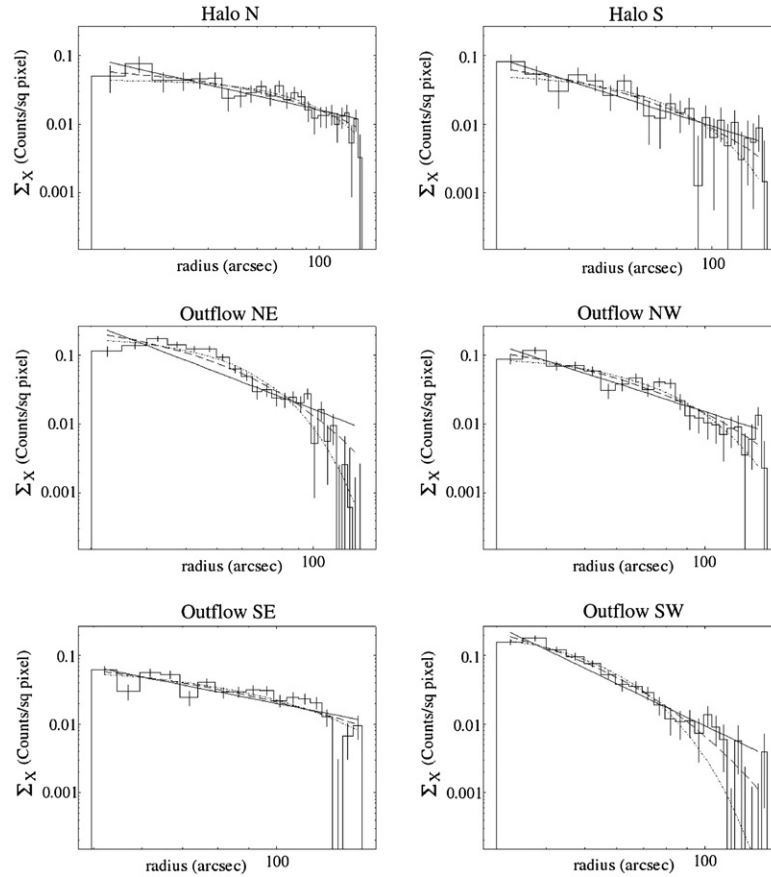 Halo N
0.1
0.01
0.001
Σ_X (Counts/sq pixel)
radius (arcsec)
100
Halo S
0.1
0.01
0.001
Σ_X (Counts/sq pixel)
radius (arcsec)
100
Outflow NE
0.1
0.01
0.001
Σ_X (Counts/sq pixel)
radius (arcsec)
100
Outflow NW
0.1
0.01
0.001
Σ_X (Counts/sq pixel)
radius (arcsec)
100
Outflow SE
0.1
0.01
0.001
Σ_X (Counts/sq pixel)
radius (arcsec)
100
Outflow SW
0.1
0.01
0.001
Σ_X (Counts/sq pixel)
radius (arcsec)
100